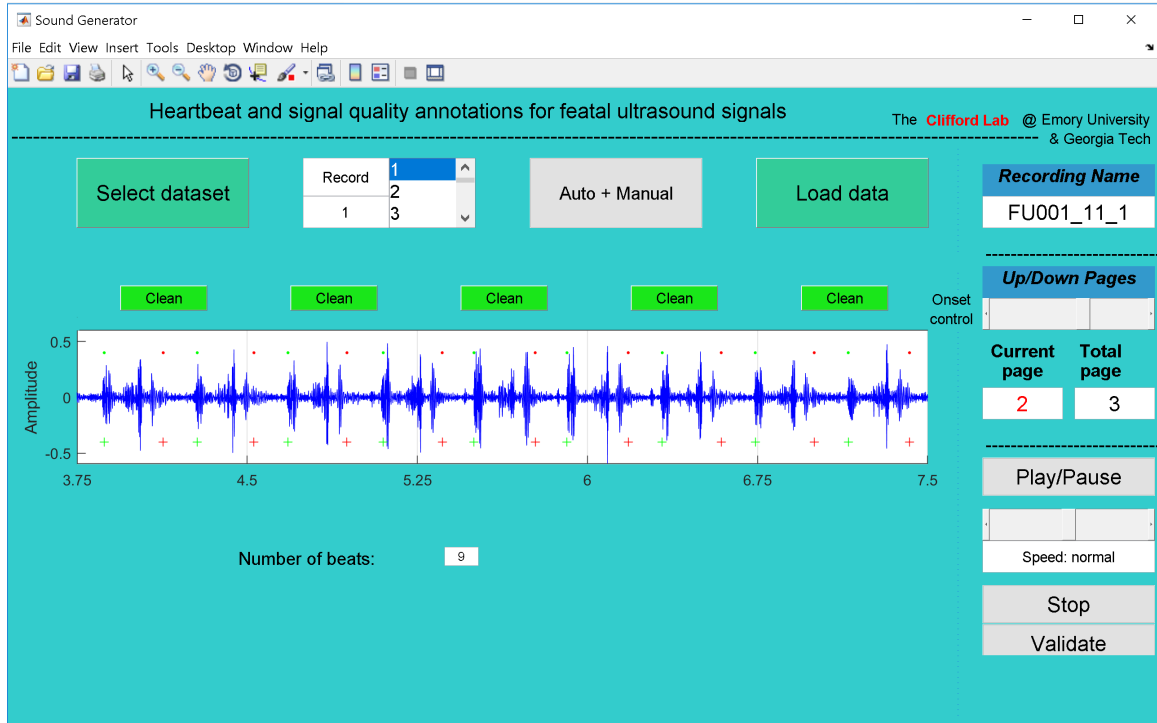 Sound Generator
File Edit View Insert Tools Desktop Window Help
Heartbeat and signal quality annotations for featal ultrasound signals
The Clifford Lab @ Emory University
& Georgia Tech
Select dataset
Record
1
1
2
3
Auto + Manual
Load data
Recording Name
FU001_11_1
Up/Down Pages
Clean Clean Clean Clean Clean
Onset
control
Current
page
Total
page
2
3
Amplitude
0.5
0
-0.5
3.75 4.5 5.25 6 6.75 7.5
Play/Pause
Speed: normal
Number of beats: 9
Stop
Validate